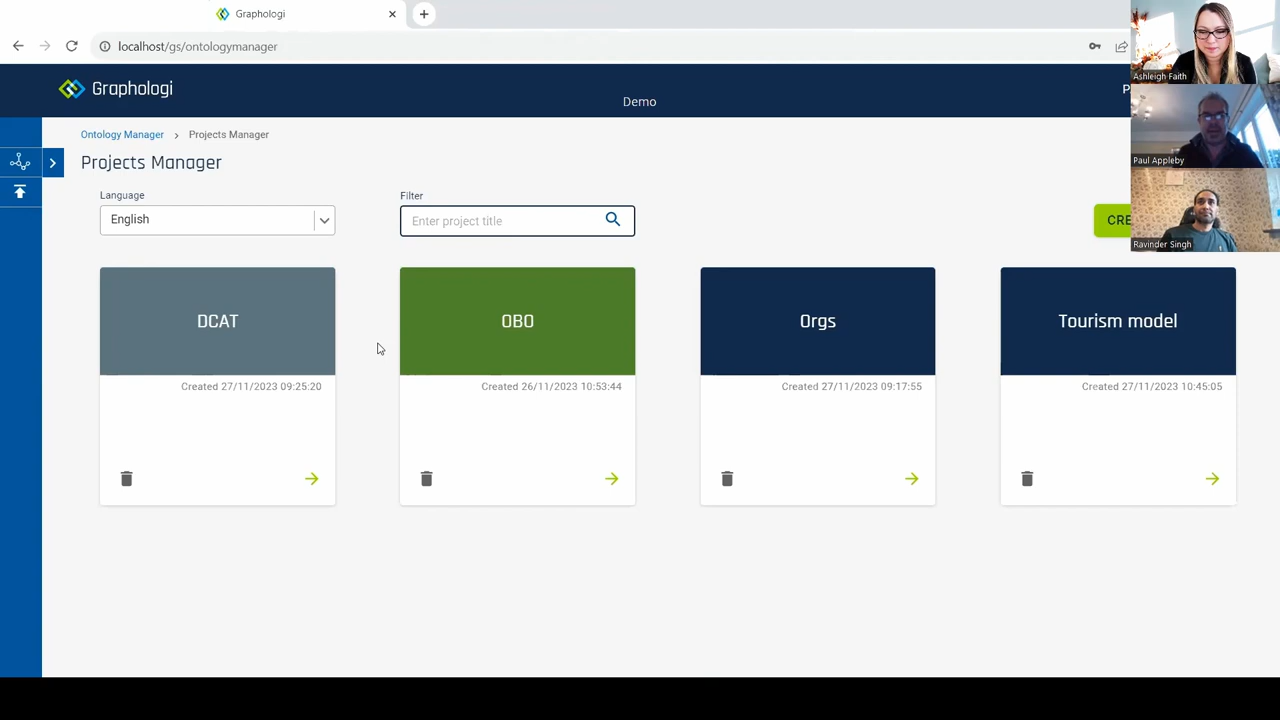 Graphologi
localhost/gs/ontologymanager
Ashleigh Faith
Graphologi
Demo
Ontology Manager > Projects Manager
Paul Appleby
Projects Manager
Language
Filter
English
Enter project title
CRE
Ravinder Singh
DCAT
OBO
Orgs
Tourism model
Created 27/11/2023 09:25:20
Created 26/11/2023 10:53:44
Created 27/11/2023 09:17:55
Created 27/11/2023 10:45:05